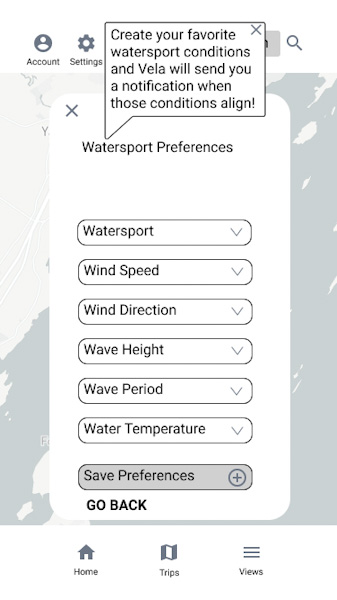 Create your favorite
watersport conditions
and Vela will send you
a notification when
those conditions align!
Account
Settings
Watersport Preferences
Watersport
Wind Speed
Wind Direction
Wave Height
Wave Period
Water Temperature
Save Preferences
GO BACK
Home
Trips
Views